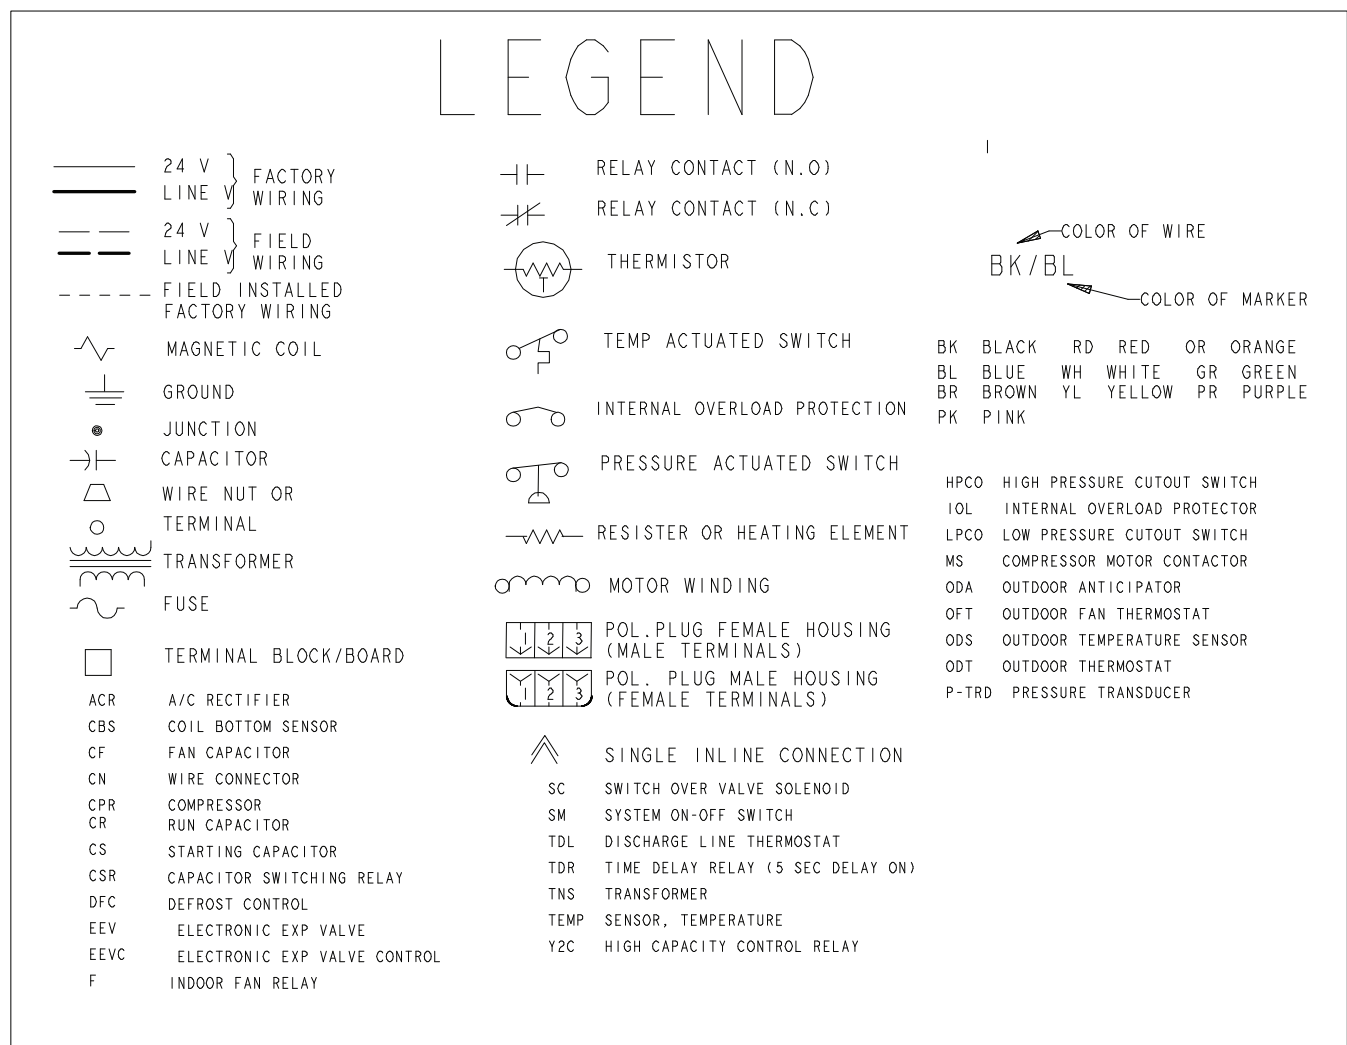 LEGEND
24 V
LINE V
FACTORY
WIRING
24 V
LINE V
FIELD
WIRING
FIELD INSTALLED
FACTORY WIRING
MAGNETIC COIL
GROUND
JUNCTION
CAPACITOR
WIRE NUT OR
TERMINAL
TRANSFORMER
FUSE
TERMINAL BLOCK/BOARD
ACR A/C RECTIFIER
CBS COIL BOTTOM SENSOR
CF FAN CAPACITOR
CN WIRE CONNECTOR
CPR COMPRESSOR
CR RUN CAPACITOR
CS STARTING CAPACITOR
CSR CAPACITOR SWITCHING RELAY
DFC DEFROST CONTROL
EEV ELECTRONIC EXP VALVE
EEVC ELECTRONIC EXP VALVE CONTROL
F INDOOR FAN RELAY
RELAY CONTACT (N.O)
RELAY CONTACT (N.C)
T
THERMISTOR
TEMP ACTUATED SWITCH
INTERNAL OVERLOAD PROTECTION
PRESSURE ACTUATED SWITCH
RESISTER OR HEATING ELEMENT
MOTOR WINDING
1 2 3
POL.PLUG FEMALE HOUSING
(MALE TERMINALS)
1 2 3
POL. PLUG MALE HOUSING
(FEMALE TERMINALS)
SINGLE INLINE CONNECTION
SC SWITCH OVER VALVE SOLENOID
SM SYSTEM ON-OFF SWITCH
TDL DISCHARGE LINE THERMOSTAT
TDR TIME DELAY RELAY (5 SEC DELAY ON)
TNS TRANSFORMER
TEMP SENSOR, TEMPERATURE
Y2C HIGH CAPACITY CONTROL RELAY
COLOR OF WIRE
BK/BL
COLOR OF MARKER
BK BLACK RD RED OR ORANGE
BL BLUE WH WHITE GR GREEN
BR BROWN YL YELLOW PR PURPLE
PK PINK
HPCO HIGH PRESSURE CUTOUT SWITCH
IOL INTERNAL OVERLOAD PROTECTOR
LPCO LOW PRESSURE CUTOUT SWITCH
MS COMPRESSOR MOTOR CONTACTOR
ODA OUTDOOR ANTICIPATOR
OFT OUTDOOR FAN THERMOSTAT
ODS OUTDOOR TEMPERATURE SENSOR
ODT OUTDOOR THERMOSTAT
P-TRD PRESSURE TRANSDUCER